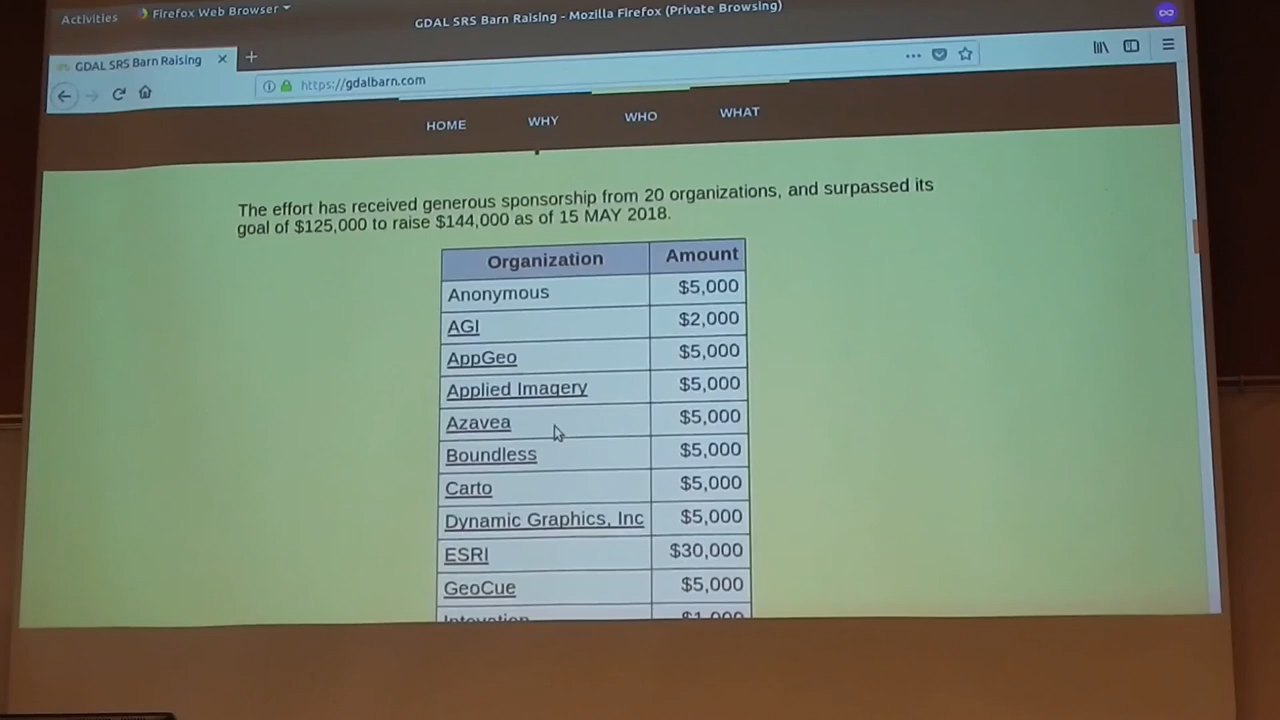 Activities
Firefox Web Browser
GDAL SRS Barn Raising - Mozilla Firefox (Private Browsing)
GDAL SRS Barn Raising
https://gdalbarn.com
HOME WHY WHO WHAT
The effort has received generous sponsorship from 20 organizations, and surpassed its
goal of $125,000 to raise $144,000 as of 15 MAY 2018.
Organization Amount
Anonymous $5,000
AGI $2,000
AppGeo $5,000
Applied Imagery $5,000
Azavea $5,000
Boundless $5,000
Carto $5,000
Dynamic Graphics, Inc $5,000
ESRI $30,000
GeoCue $5,000
$1,000